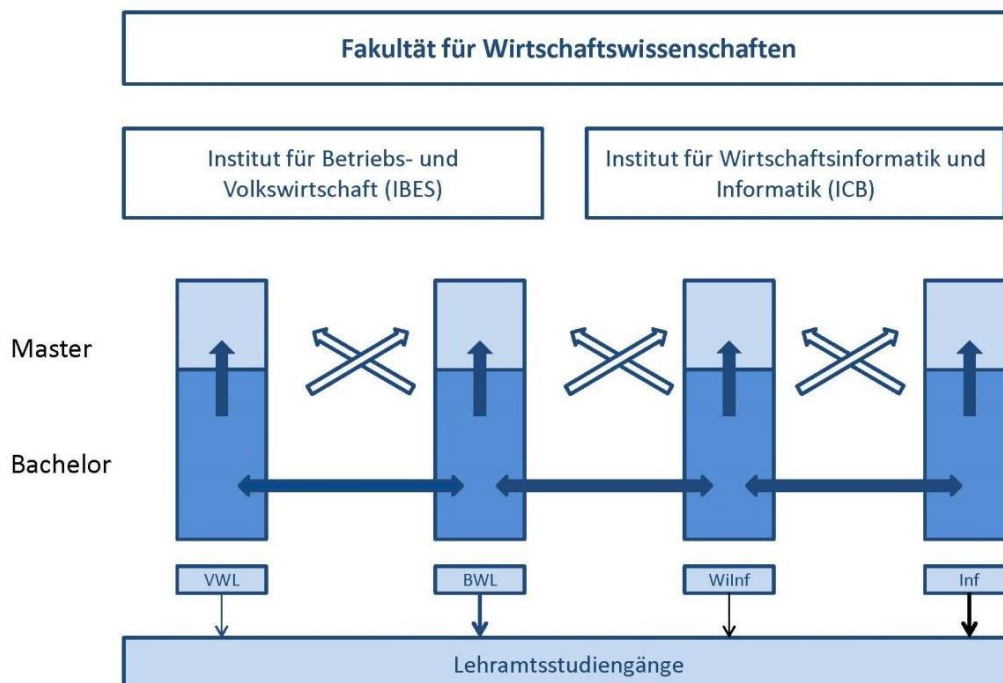 Fakultät für Wirtschaftswissenschaften
Institut für Betriebs- und
Volkswirtschaft (IBES)
Institut für Wirtschaftsinformatik und
Informatik (ICB)
Master
Bachelor
VWL
BWL
WiInf
Inf
Lehramtsstudiengänge